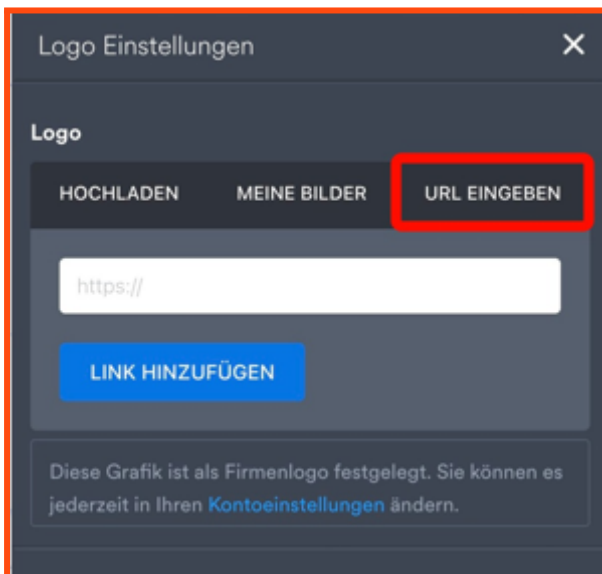 Logo Einstellungen
Logo
HOCHLADEN MEINE BILDER URL EINGEBEN
https://
LINK HINZUFÜGEN
Diese Grafik ist als Firmenlogo festgelegt. Sie können es
jederzeit in Ihren Kontoeinstellungen ändern.